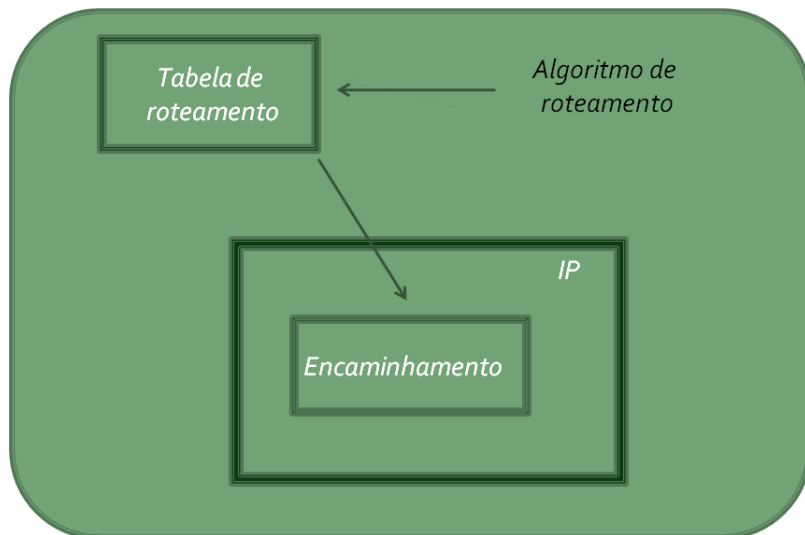 Tabela de
roteamento
Algoritmo de
roteamento
IP
Encaminhamento